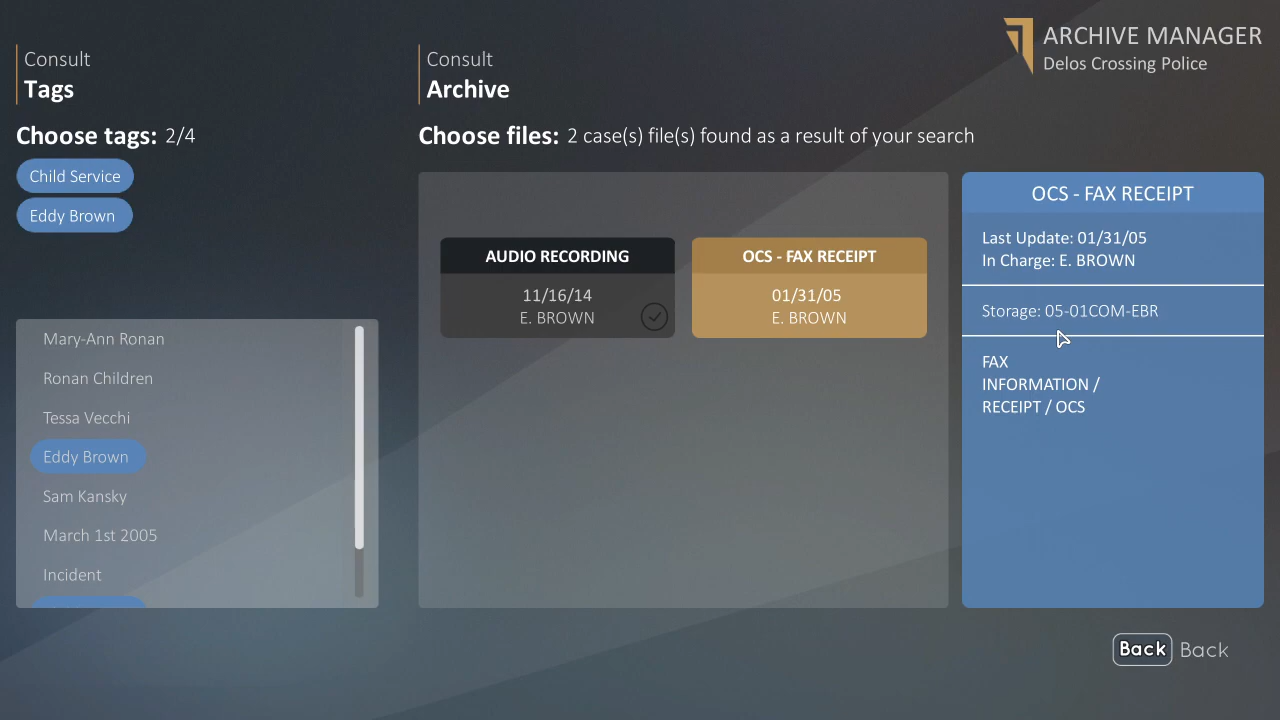 Consult
Tags
Choose tags: 2/4
Child Service
Eddy Brown
Mary-Ann Ronan
Ronan Children
Tessa Vecchi
Eddy Brown
Sam Kansky
March 1st 2005
Incident
Consult
Archive
Choose files: 2 case(s) file(s) found as a result of your search
AUDIO RECORDING
11/16/14
E. BROWN
OCS - FAX RECEIPT
01/31/05
E. BROWN
ARCHIVE MANAGER
Delos Crossing Police
OCS - FAX RECEIPT
Last Update: 01/31/05
In Charge: E. BROWN
Storage: 05-01COM-EBR
FAX
INFORMATION /
RECEIPT / OCS
Back Back